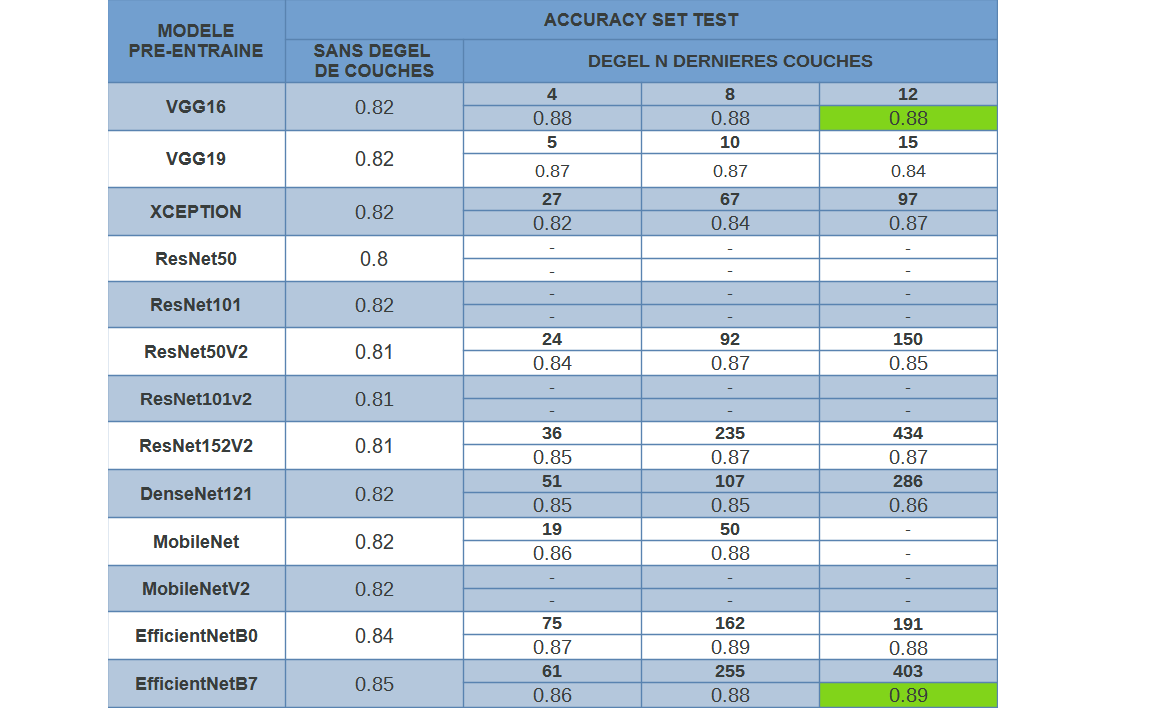 MODELE
PRE-ENTRAINE
ACCURACY SET TEST
SANS DEGEL
DE COUCHES
DEGEL N DERNIERES COUCHES
VGG16 0.82 4 8 12
0.88 0.88 0.88
VGG19 0.82 5 10 15
0.87 0.87 0.84
XCEPTION 0.82 27 67 97
0.82 0.84 0.87
ResNet50 0.8 - - -
- - -
ResNet101 0.82 - - -
- - -
ResNet50V2 0.81 24 92 150
0.84 0.87 0.85
ResNet101v2 0.81 - - -
- - -
ResNet152V2 0.81 36 235 434
0.85 0.87 0.87
DenseNet121 0.82 51 107 286
0.85 0.85 0.86
MobileNet 0.82 19 50 -
0.86 0.88 -
MobileNetV2 0.82 - - -
- - -
EfficientNetB0 0.84 75 162 191
0.87 0.89 0.88
EfficientNetB7 0.85 61 255 403
0.86 0.88 0.89